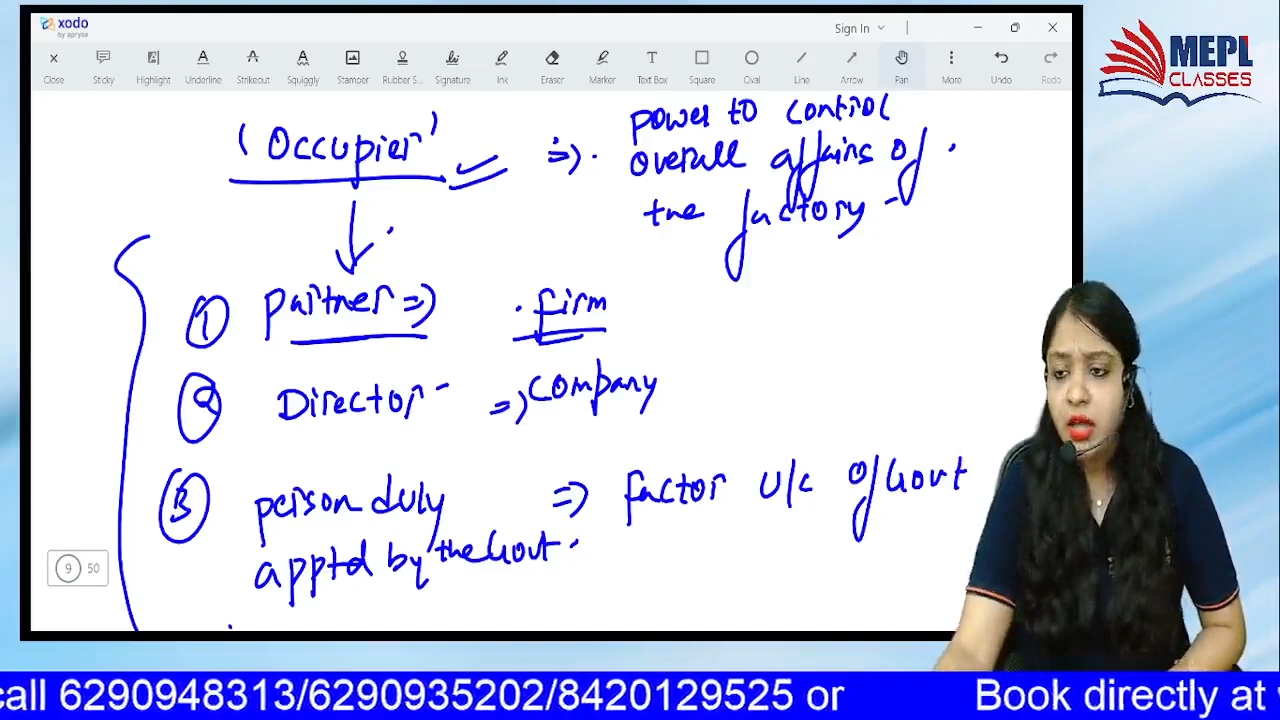 xodo
by apryse
Sign In
Close Sticky Highlight Underline Strikeout Squiggly Stamper Rubber S... Signature Ink Eraser Marker Text Box Square Oval Line Arrow Pan More Undo Redo
MEPL
CLASSES
(Occupier) => power to control
overall affairs of
the factory
1 Partner => firm
2 Director => company
3 person duly => factor u/c of Govt
apptd by the Govt.
9 50
call 6290948313/6290935202/8420129525 or Book directly at